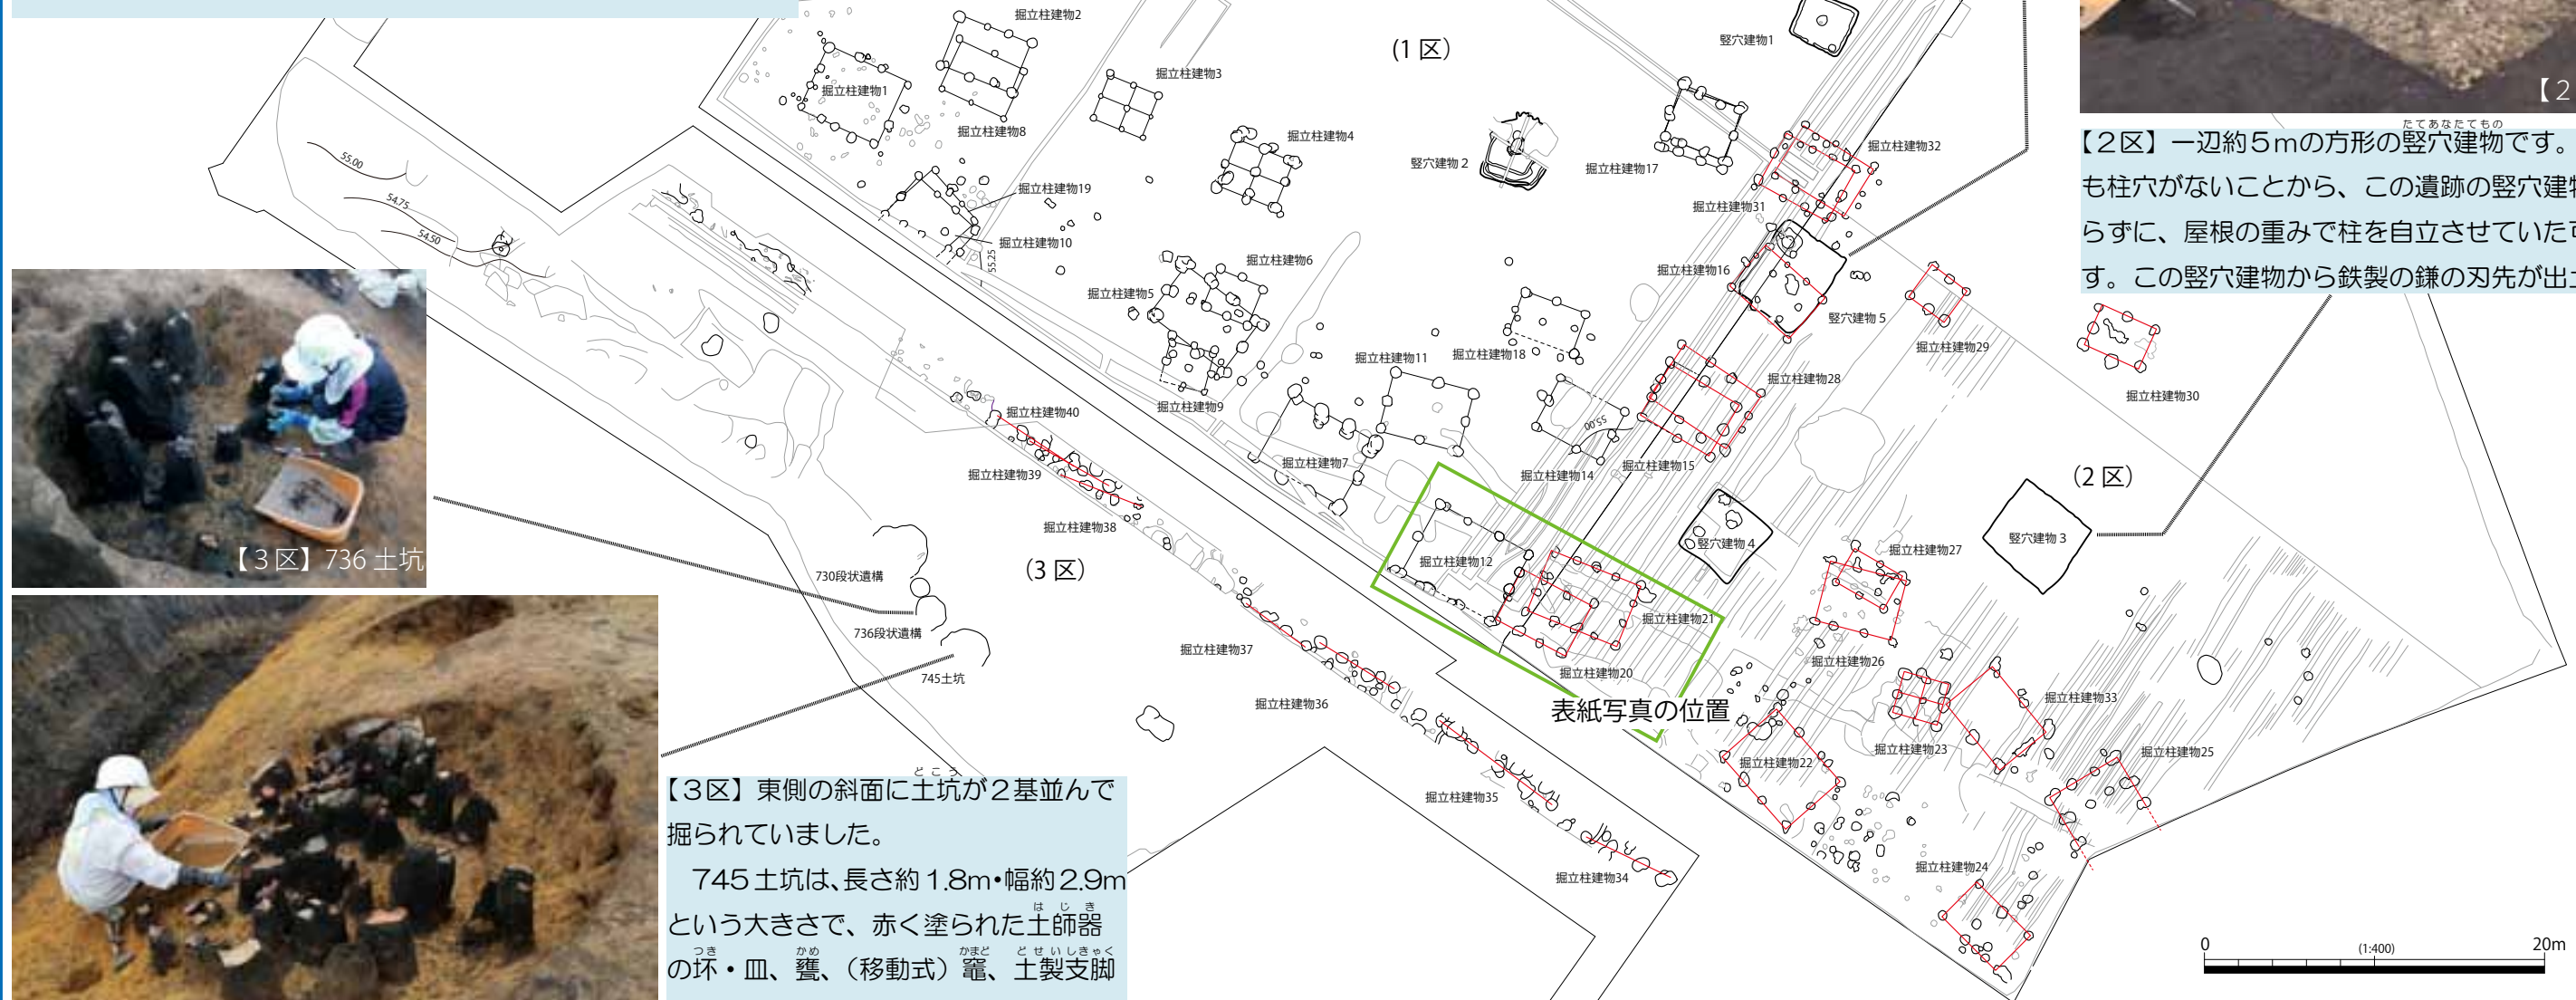 掘立柱建物2
(1区)
竪穴建物1
掘立柱建物3
掘立柱建物1
掘立柱建物8
掘立柱建物4
竪穴建物2
掘立柱建物17
掘立柱建物32
掘立柱建物19
掘立柱建物31
掘立柱建物10
55.00
54.75
54.50
55.25
掘立柱建物6
掘立柱建物5
掘立柱建物16
竪穴建物5
掘立柱建物29
掘立柱建物11
掘立柱建物18
掘立柱建物28
掘立柱建物30
掘立柱建物9
掘立柱建物40
55.00
掘立柱建物7
掘立柱建物15
掘立柱建物39
掘立柱建物14
(2区)
掘立柱建物38
竪穴建物3
竪穴建物4
掘立柱建物27
掘立柱建物12
(3区)
730段状遺構
736段状遺構
745土坑
掘立柱建物21
掘立柱建物37
掘立柱建物26
掘立柱建物20
掘立柱建物36
表紙写真の位置
掘立柱建物33
掘立柱建物23
掘立柱建物25
掘立柱建物22
掘立柱建物35
掘立柱建物24
掘立柱建物34
0
(1:400)
20m
【2
たてあなたてもの
【2区】一辺約5mの方形の竪穴建物です。
も柱穴がないことから、この遺跡の竪穴建物
らずに、屋根の重みで柱を自立させていた可
す。この竪穴建物から鉄製の鎌の刃先が出土
【3区】736土坑
どこう
【3区】東側の斜面に土坑が2基並んで
掘られていました。
745土坑は、長さ約1.8m・幅約2.9m
はじき
という大きさで、赤く塗られた土師器
つき かめ かまど どせいしきゃく
の坏・皿、甕、(移動式)竈、土製支脚